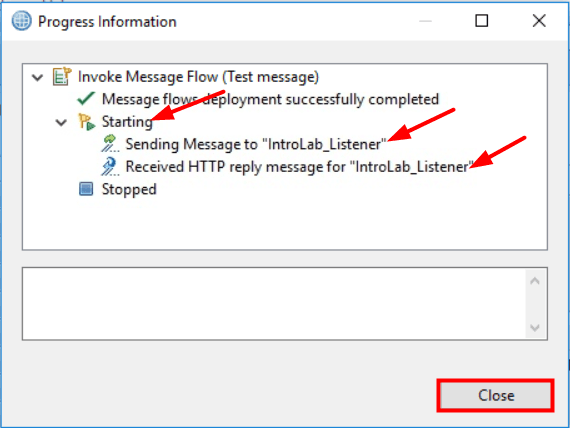 Progress Information
Invoke Message Flow (Test message)
Message flows deployment successfully completed
Starting
Sending Message to "IntroLab_Listener"
Received HTTP reply message for "IntroLab_Listener"
Stopped
Close